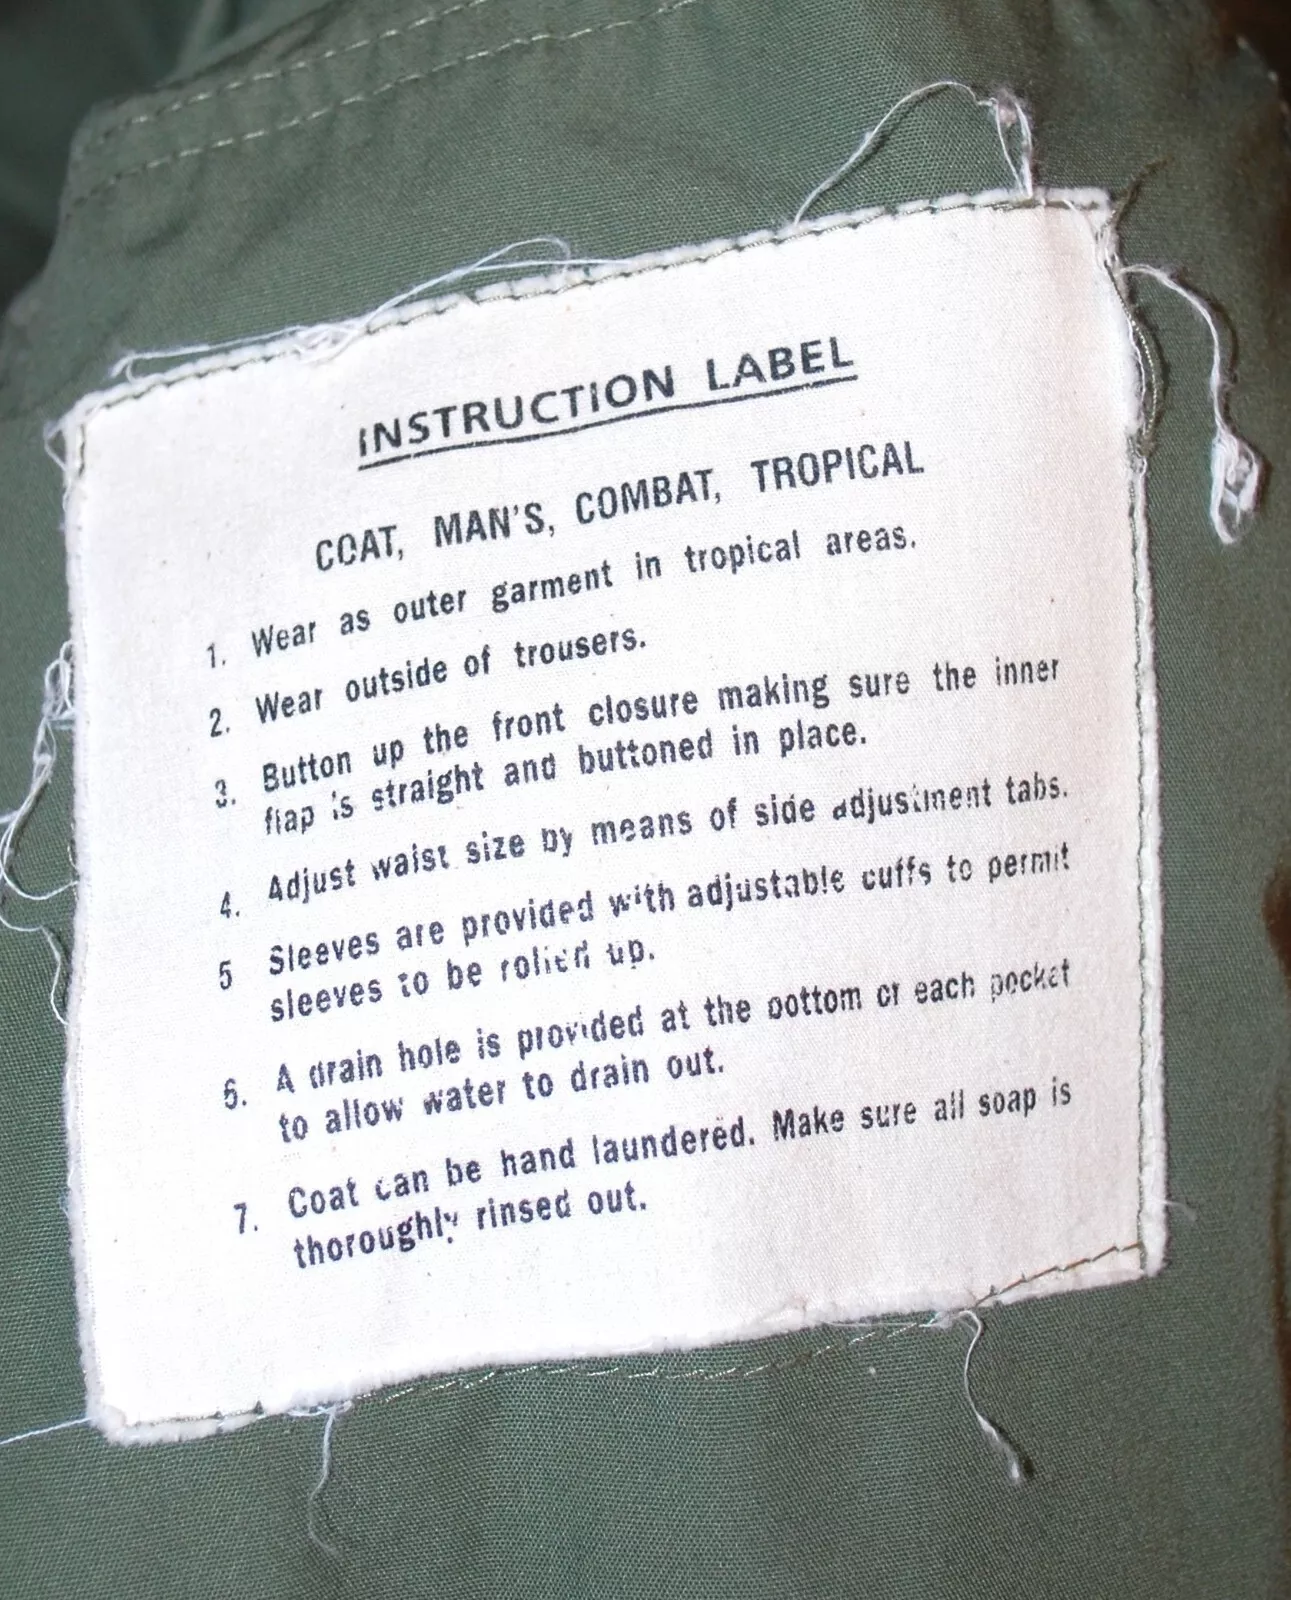 INSTRUCTION LABEL
COAT, MAN'S, COMBAT, TROPICAL
1. Wear as outer garment in tropical areas.
2. Wear outside of trousers.
3. Button up the front closure making sure the inner
flap is straight and buttoned in place.
4. Adjust waist size by means of side adjustment tabs.
5 Sleeves are provided with adjustable cuffs to permit
sleeves to be rolled up.
6. A drain hole is provided at the bottom of each pocket
to allow water to drain out.
7. Coat can be hand laundered. Make sure all soap is
thoroughly rinsed out.